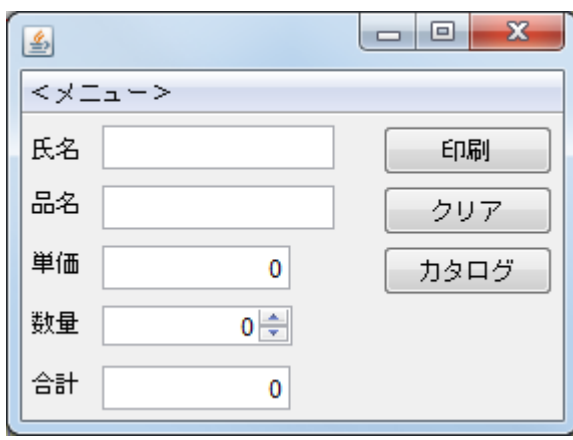 <メニュー>
氏名
印刷
品名
クリア
単価 0
カタログ
数量 0
合計 0